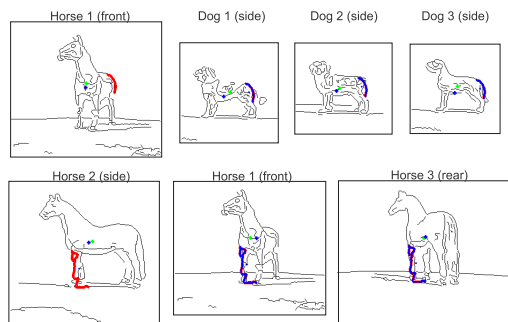 Horse 1 (front)
Dog 1 (side)
Dog 2 (side)
Dog 3 (side)
Horse 2 (side)
Horse 1 (front)
Horse 3 (rear)